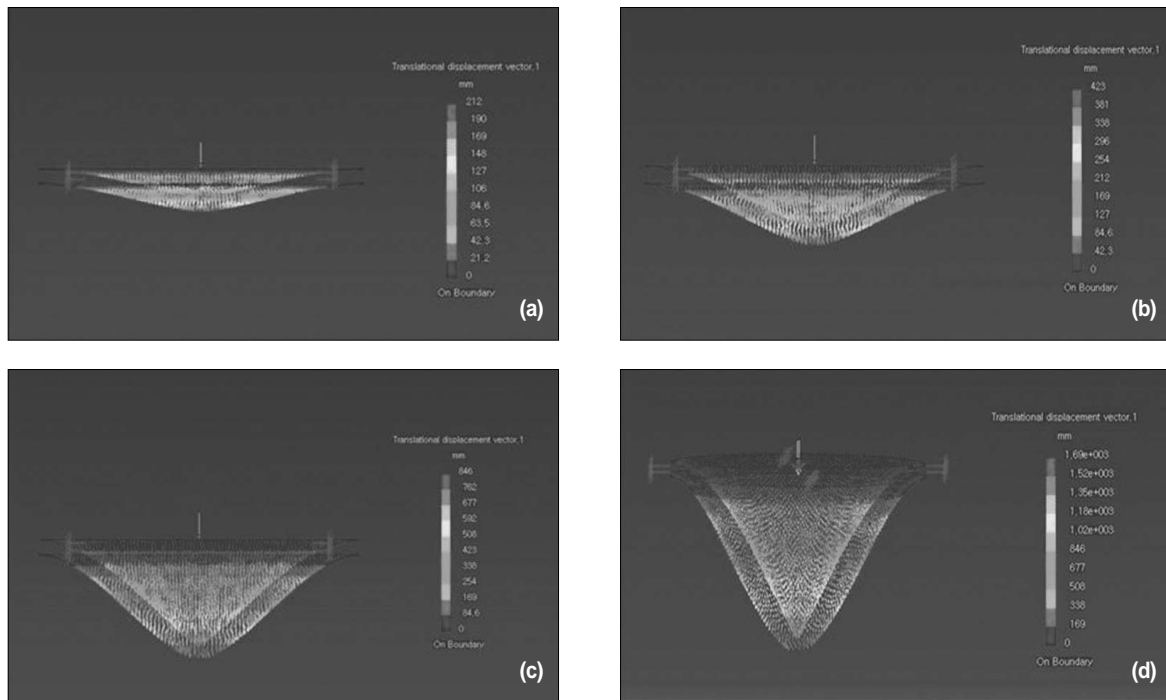 Translational displacement vector.1
mm
212
190
169
148
127
106
84.6
63.5
42.3
21.2
0
On Boundary
(a)
Translational displacement vector.1
mm
423
381
338
296
254
212
169
127
84.6
42.3
0
On Boundary
(b)
Translational displacement vector.1
mm
846
762
677
592
508
423
338
254
169
84.6
0
On Boundary
(c)
Translational displacement vector.1
mm
1,69e+003
1,52e+003
1,35e+003
1,18e+003
1,02e+003
846
677
508
338
169
0
On Boundary
(d)